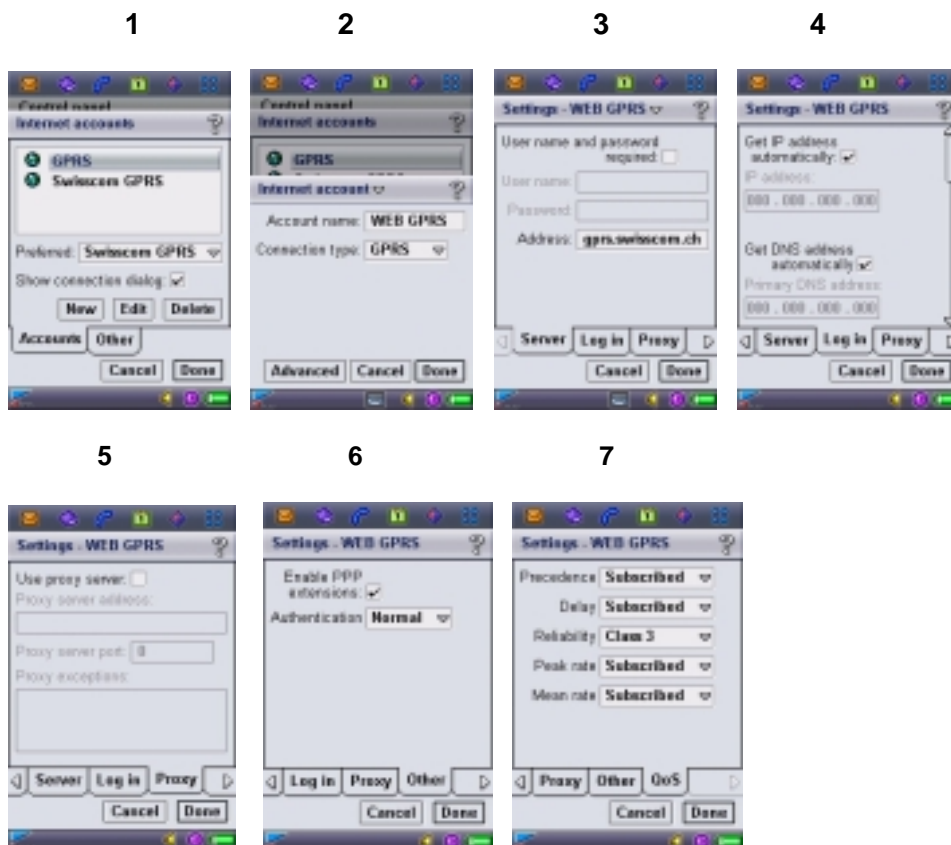 1
2
3
4
Control panel
Internet accounts
GPRS
Swisscom GPRS
Preferred: Swisscom GPRS
Show connection dialog:
New Edit Delete
Accounts Other
Cancel Done
Control panel
Internet accounts
GPRS
Internet account
Account name: WEB GPRS
Connection type: GPRS
Advanced Cancel Done
Settings - WEB GPRS
User name and password
required:
User name:
Password:
Address: gprs.swisscom.ch
Server Log in Proxy
Cancel Done
Settings - WEB GPRS
Get IP address
automatically:
IP address:
000 . 000 . 000 . 000
Get DNS address
automatically
Primary DNS address:
000 . 000 . 000 . 000
Server Log in Proxy
Cancel Done
5
6
7
Settings - WEB GPRS
Use proxy server:
Proxy server address:
Proxy server port: 0
Proxy exceptions:
Server Log in Proxy
Cancel Done
Settings - WEB GPRS
Enable PPP
extensions:
Authentication Normal
Log in Proxy Other
Cancel Done
Settings - WEB GPRS
Precedence Subscribed
Delay Subscribed
Reliability Class 3
Peak rate Subscribed
Mean rate Subscribed
Proxy Other QoS
Cancel Done